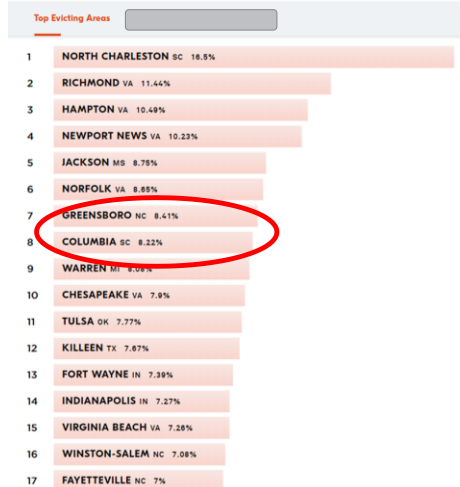 Top Evicting Areas
1 NORTH CHARLESTON SC 16.5%
2 RICHMOND VA 11.44%
3 HAMPTON VA 10.49%
4 NEWPORT NEWS VA 10.23%
5 JACKSON MS 8.75%
6 NORFOLK VA 8.65%
7 GREENSBORO NC 8.41%
8 COLUMBIA SC 8.22%
9 WARREN MI 8.08%
10 CHESAPEAKE VA 7.9%
11 TULSA OK 7.77%
12 KILLEEN TX 7.67%
13 FORT WAYNE IN 7.39%
14 INDIANAPOLIS IN 7.27%
15 VIRGINIA BEACH VA 7.26%
16 WINSTON-SALEM NC 7.08%
17 FAYETTEVILLE NC 7%